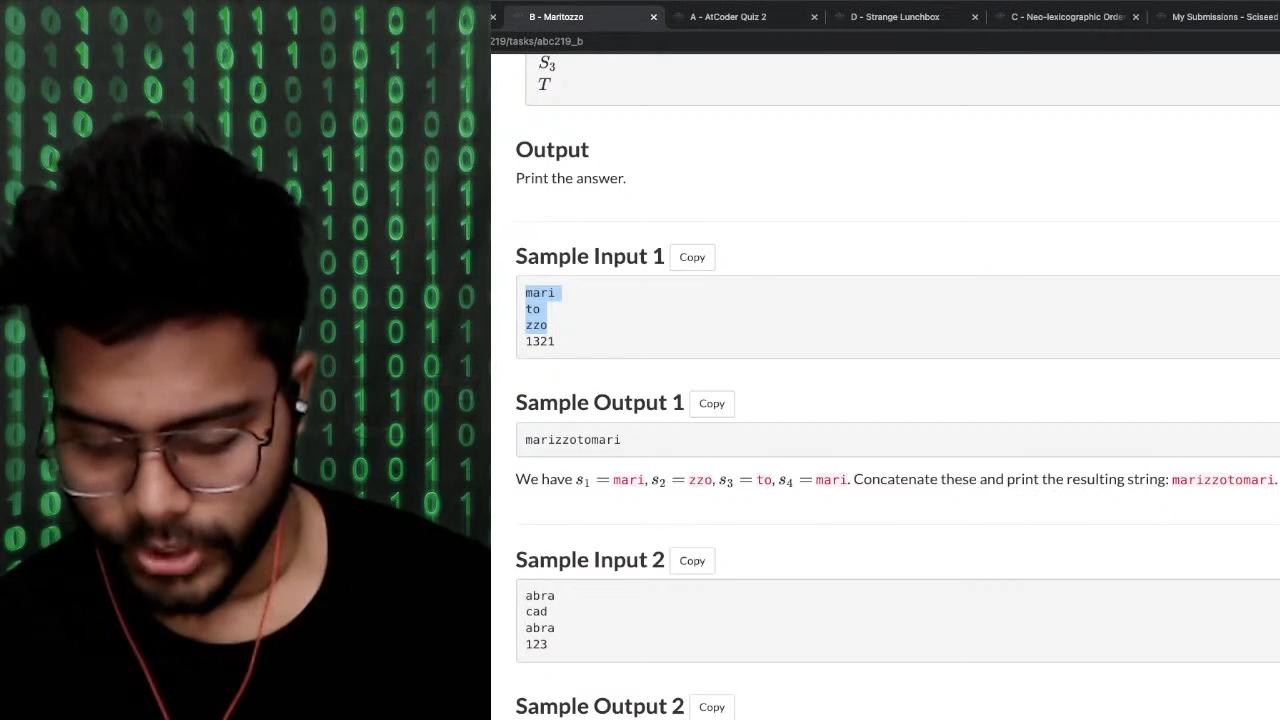 B - Maritozzo
A - AtCoder Quiz 2
D - Strange Lunchbox
C - Neo-lexicographic Orde
My Submissions - Sciseed
219/tasks/abc219_b
S3
T
Output
Print the answer.
Sample Input 1
Copy
mari
to
zzo
1321
Sample Output 1
Copy
marizzotomari
We have s1 = mari, s2 = zzo, s3 = to, s4 = mari. Concatenate these and print the resulting string: marizzotomari.
Sample Input 2
Copy
abra
cad
abra
123
Sample Output 2
Copy